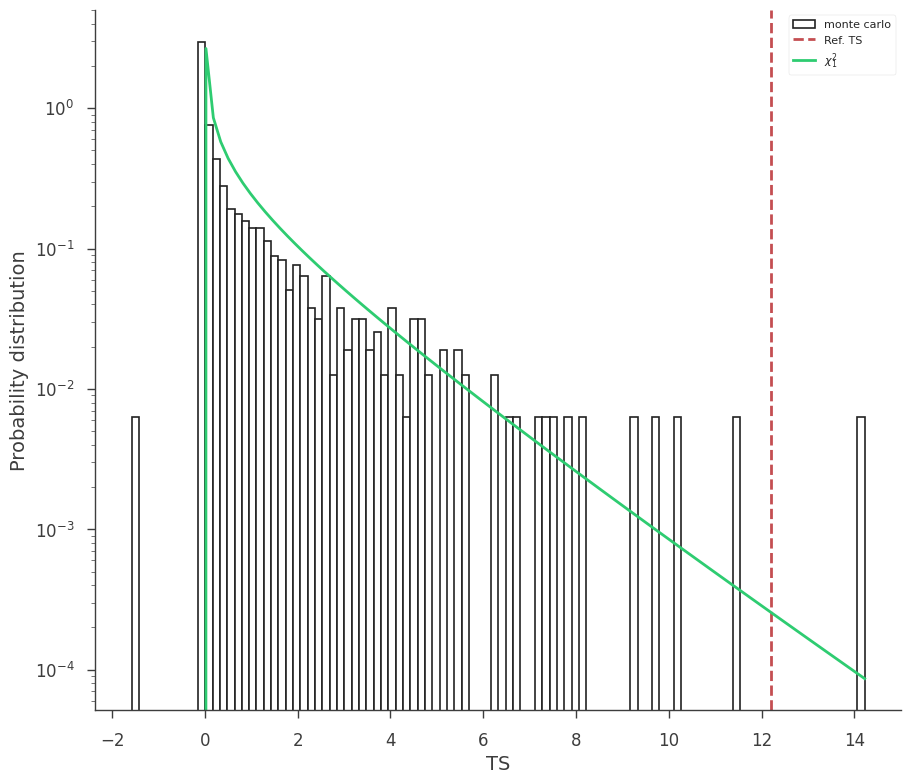 monte carlo
Ref. TS
χ₁²
10⁰
10⁻¹
10⁻²
10⁻³
10⁻⁴
Probability distribution
−2 0 2 4 6 8 10 12 14
TS